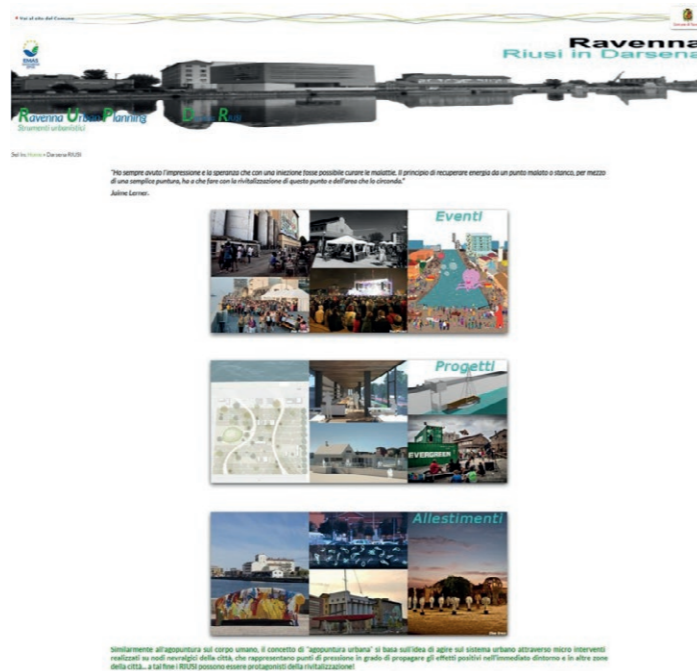 Vai al sito del Comune
EMAS
Ravenna
Riusi in Darsena
Ravenna Urban Planning
Strumenti urbanistici
Sei in: Home » Darsena RIUSI
"Ho sempre avuto l'impressione e la speranza che con una iniezione fosse possibile curare le malattie. Il principio di recuperare energia da un punto malato o stanco, per mezzo
di una semplice puntura, ha a che fare con la rivitalizzazione di questo punto e dell'area che lo circonda."
Jaime Lerner.
Eventi
Progetti
EVERGREEN
Allestimenti
Similarmente all'agopuntura sul corpo umano, il concetto di "agopuntura urbana" si basa sull'idea di agire sul sistema urbano attraverso micro interventi
realizzati su nodi nevralgici della città, che rappresentano punti di pressione in grado di propagare gli effetti positivi nell'immediato dintorno e in altre zone
della città... a tal fine i RIUSI possono essere protagonisti della rivitalizzazione!